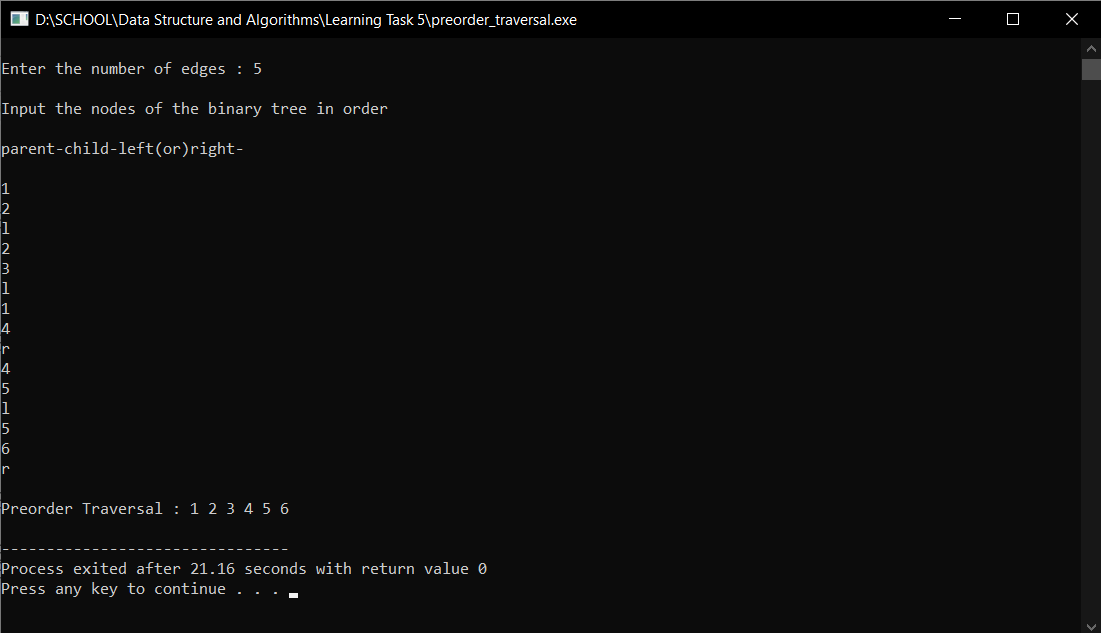 D:\SCHOOL\Data Structure and Algorithms\Learning Task 5\preorder_traversal.exe
Enter the number of edges : 5
Input the nodes of the binary tree in order
parent-child-left(or)right-
1
2
l
2
3
l
1
4
r
4
5
l
5
6
r
Preorder Traversal : 1 2 3 4 5 6
--------------------------------
Process exited after 21.16 seconds with return value 0
Press any key to continue . . .